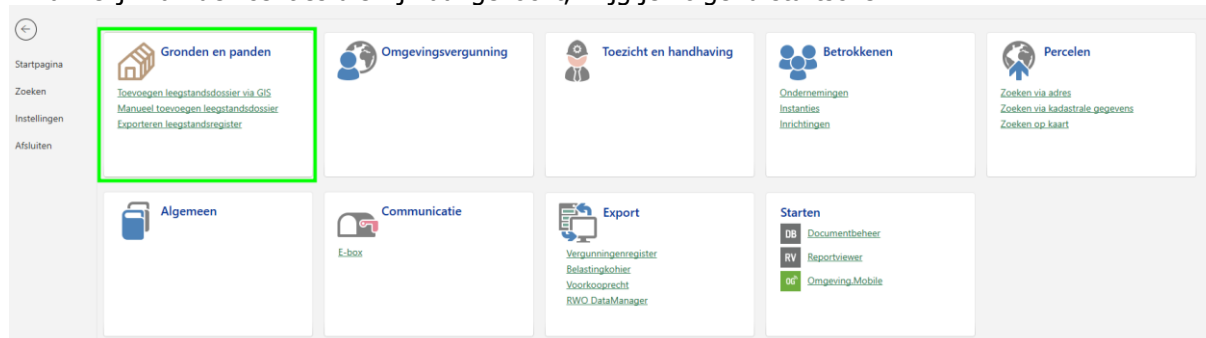 Startpagina
Zoeken
Instellingen
Afsluiten
Gronden en panden
Toevoegen leegstandsdossier via GIS
Manueel toevoegen leegstandsdossier
Exporteren leegstandsregister
Omgevingsvergunning
Toezicht en handhaving
Betrokkenen
Ondernemingen
Instanties
Inrichtingen
Percelen
Zoeken via adres
Zoeken via kadastrale gegevens
Zoeken op kaart
Algemeen
Communicatie
E-box
Export
Vergunningenregister
Belastingkohier
Voorkooprecht
RWO DataManager
Starten
DB Documentbeheer
RV Reportviewer
OG Omgeving.Mobile